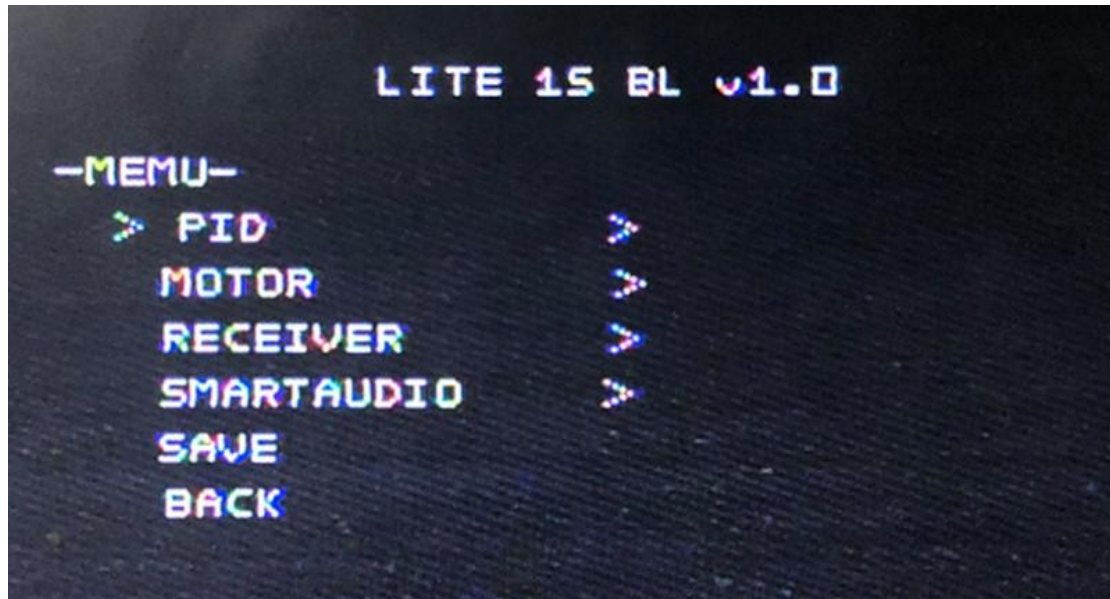 LITE 1S BL v1.0
-MEMU-
> PID >
MOTOR >
RECEIVER >
SMARTAUDIO >
SAVE
BACK